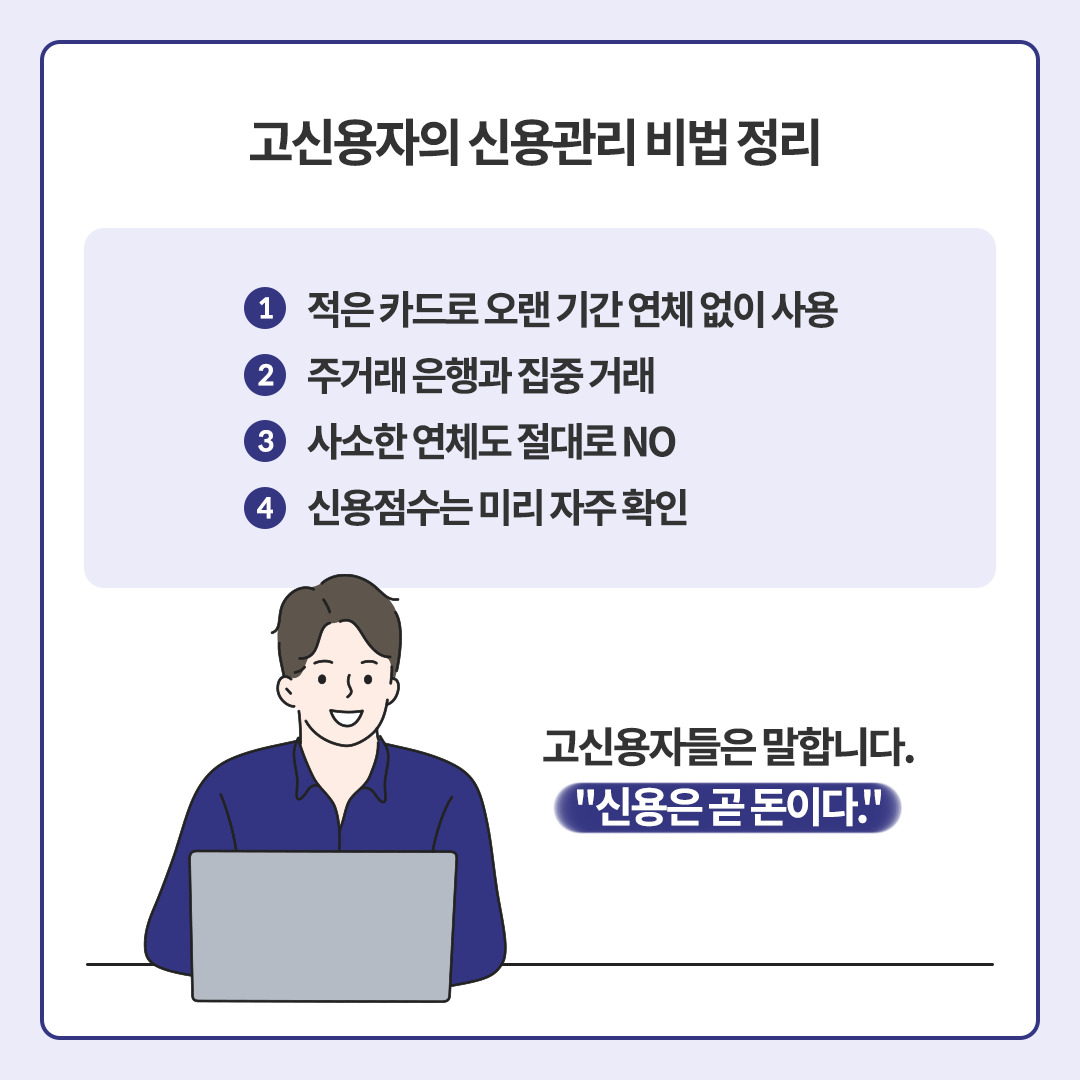 고신용자의 신용관리 비법 정리
1 적은 카드로 오랜 기간 연체 없이 사용
2 주거래 은행과 집중 거래
3 사소한 연체도 절대로 NO
4 신용점수는 미리 자주 확인
고신용자들은 말합니다.
"신용은 곧 돈이다."